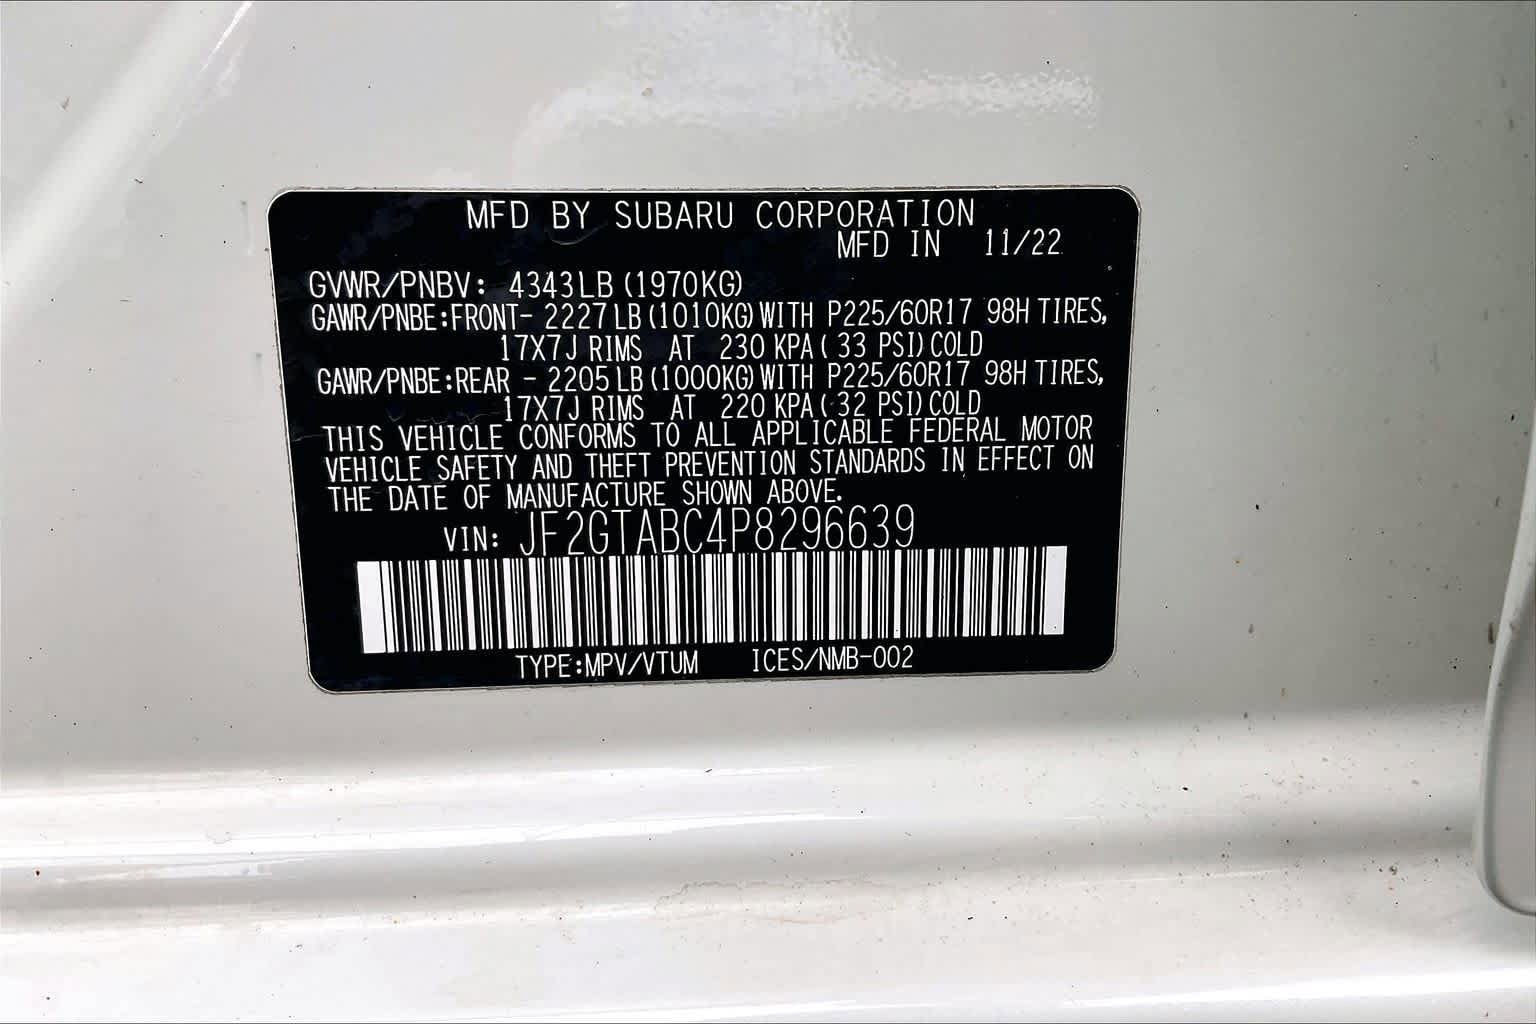 MFD BY SUBARU CORPORATION
MFD IN 11/22
GVWR/PNBV: 4343LB (1970KG)
GAWR/PNBE:FRONT- 2227LB(1010KG)WITH P225/60R17 98H TIRES,
17X7J RIMS AT 230 KPA( 33 PSI)COLD
GAWR/PNBE:REAR - 2205LB(1000KG)WITH P225/60R17 98H TIRES,
17X7J RIMS AT 220 KPA( 32 PSI)COLD
THIS VEHICLE CONFORMS TO ALL APPLICABLE FEDERAL MOTOR
VEHICLE SAFETY AND THEFT PREVENTION STANDARDS IN EFFECT ON
THE DATE OF MANUFACTURE SHOWN ABOVE.
VIN: JF2GTABC4P8296639
TYPE:MPV/VTUM ICES/NMB-002